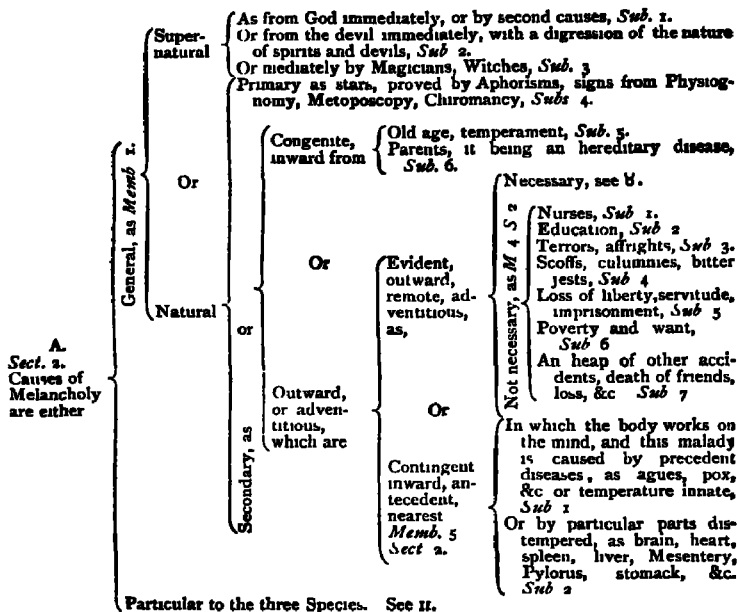 As from God immediately, or by second causes, Sub. 1.
Or from the devil immediately, with a digression of the nature
of spirits and devils, Sub 2.
Or mediately by Magicians, Witches, Sub. 3
Super-
natural
Primary as stars, proved by Aphorisms, signs from Physiog-
nomy, Metoposcopy, Chiromancy, Subs 4.
General, as Memb 1.
Or
Natural
Congenite,
inward from
Old age, temperament, Sub. 5.
Parents, it being an hereditary disease,
Sub. 6.
Or
Secondary, as
or
Outward,
or adven-
titious,
which are
Evident,
outward,
remote, ad-
ventitious,
as,
Necessary, see ♉.
Not necessary, as M 4 S 2
Nurses, Sub 1.
Education, Sub 2
Terrors, affrights, Sub 3.
Scoffs, culumnies, bitter
jests, Sub 4
Loss of liberty, servitude,
imprisonment, Sub 5
Poverty and want,
Sub 6
An heap of other acci-
dents, death of friends,
loss, &c Sub 7
Or
Contingent
inward, an-
tecedent,
nearest
Memb. 5
Sect 2.
In which the body works on
the mind, and this malady
is caused by precedent
diseases, as agues, pox,
&c or temperature innate,
Sub 1
Or by particular parts dis-
tempered, as brain, heart,
spleen, liver, Mesentery,
Pylorus, stomack, &c.
Sub 2
A.
Sect. 2.
Causes of
Melancholy
are either
Particular to the three Species. See II.